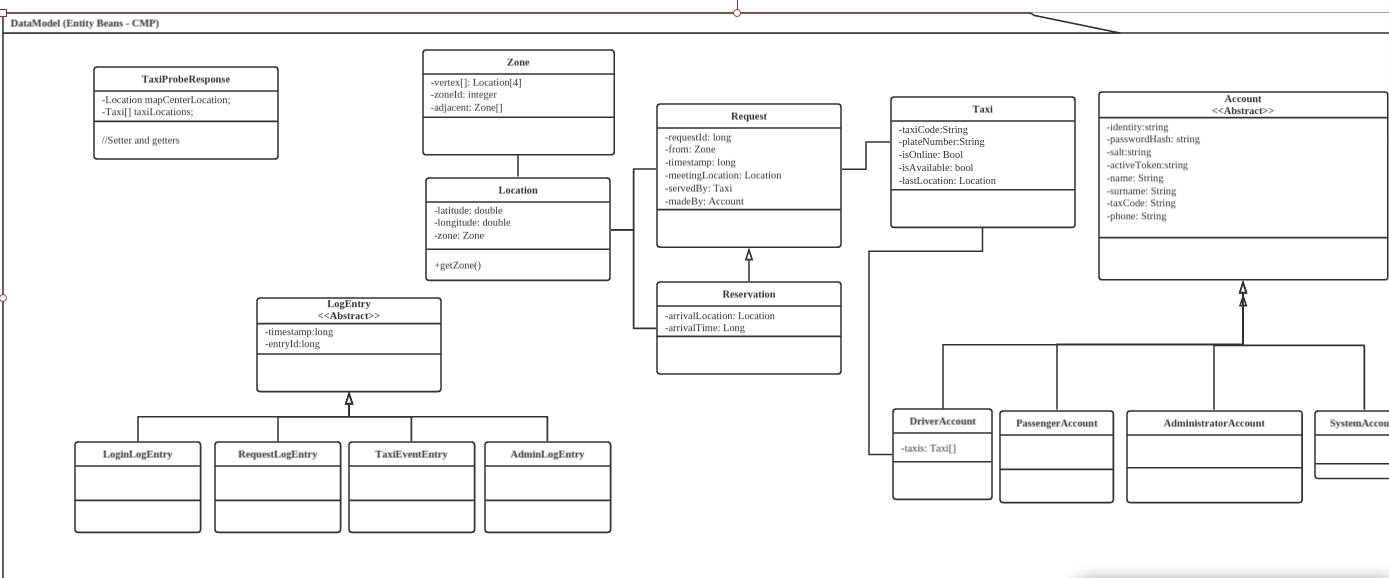 DataModel (Entity Beans - CMP)
TaxiProbeResponse
-Location mapCenterLocation;
-Taxi[] taxiLocations;
//Setter and getters
Zone
-vertex[]: Location[4]
-zoneId: integer
-adjacent: Zone[]
Location
-latitude: double
-longitude: double
-zone: Zone
+getZone()
Request
-requestId: long
-from: Zone
-timestamp: long
-meetingLocation: Location
-servedBy: Taxi
-madeBy: Account
Reservation
-arrivalLocation: Location
-arrivalTime: Long
Taxi
-taxiCode:String
-plateNumber:String
-isOnline: Bool
-isAvailable: bool
-lastLocation: Location
Account
<<Abstract>>
-identity:string
-passwordHash: string
-salt:string
-activeToken:string
-name: String
-surname: String
-taxCode: String
-phone: String
LogEntry
<<Abstract>>
-timestamp:long
-entryId:long
LoginLogEntry
RequestLogEntry
TaxiEventEntry
AdminLogEntry
DriverAccount
-taxis: Taxi[]
PassengerAccount
AdministratorAccount
SystemAccou